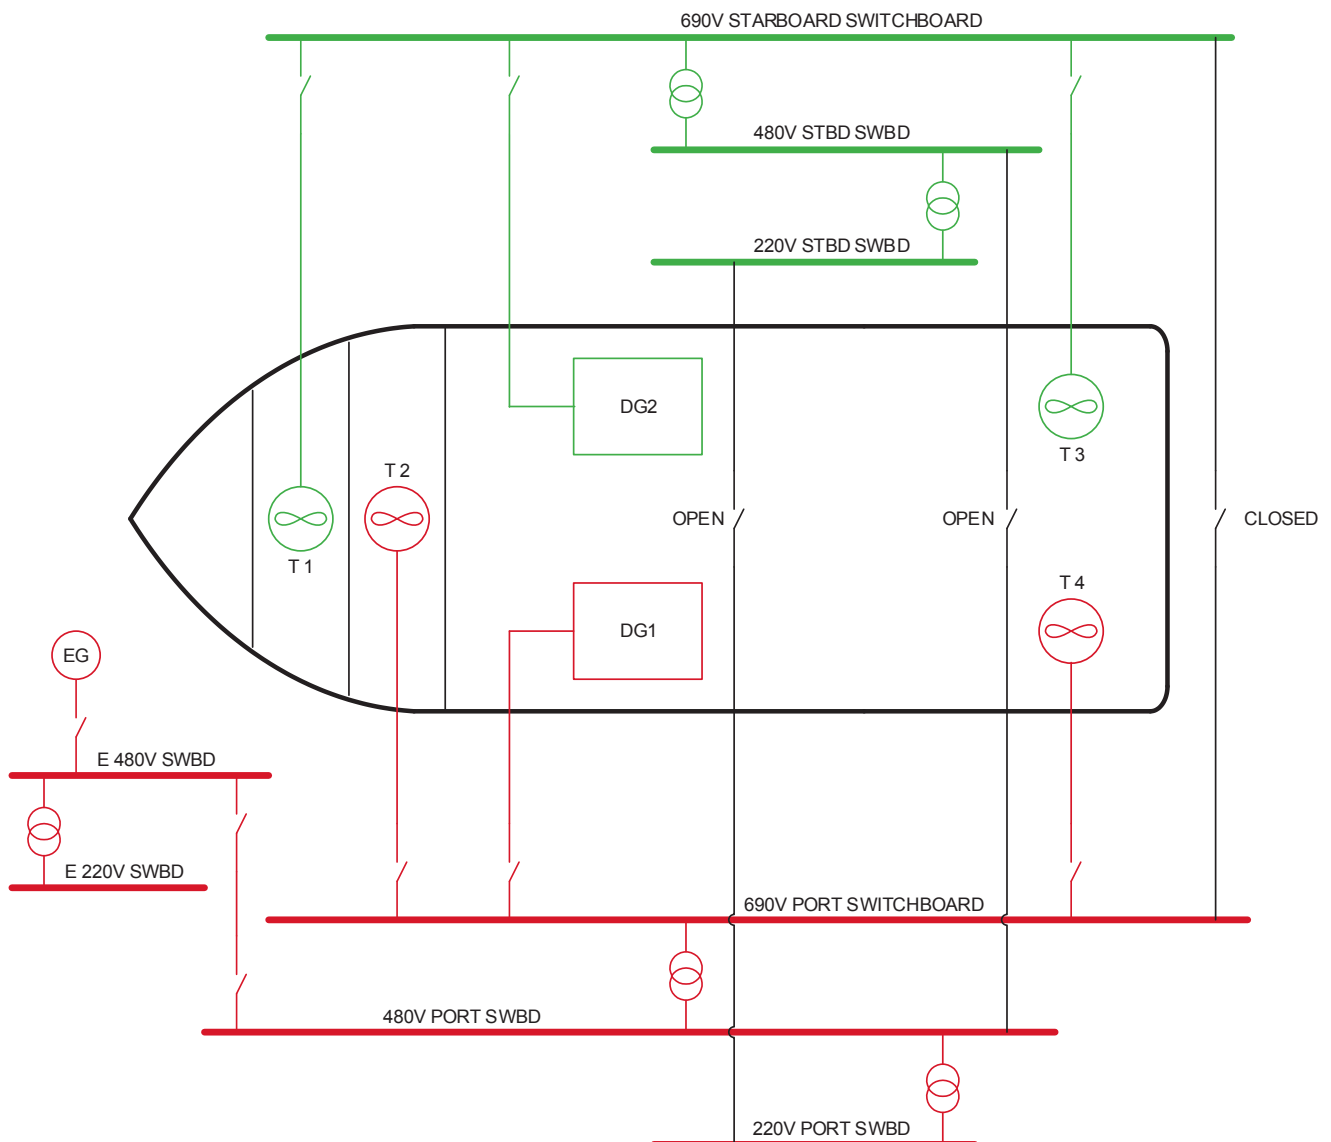 690V STARBOARD SWITCHBOARD
480V STBD SWBD
220V STBD SWBD
DG2
T 3
T 2
OPEN
OPEN
CLOSED
T 1
T 4
DG1
EG
E 480V SWBD
E 220V SWBD
690V PORT SWITCHBOARD
480V PORT SWBD
220V PORT SWBD